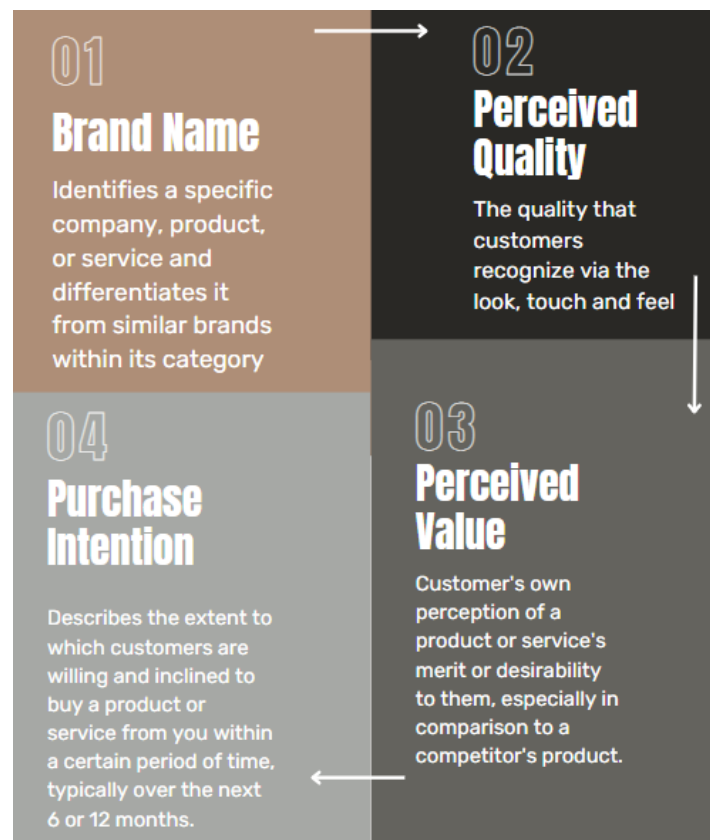 01
Brand Name
Identifies a specific
company, product,
or service and
differentiates it
from similar brands
within its category
02
Perceived
Quality
The quality that
customers
recognize via the
look, touch and feel
03
Perceived
Value
Customer's own
perception of a
product or service's
merit or desirability
to them, especially in
comparison to a
competitor's product.
04
Purchase
Intention
Describes the extent to
which customers are
willing and inclined to
buy a product or
service from you within
a certain period of time,
typically over the next
6 or 12 months.